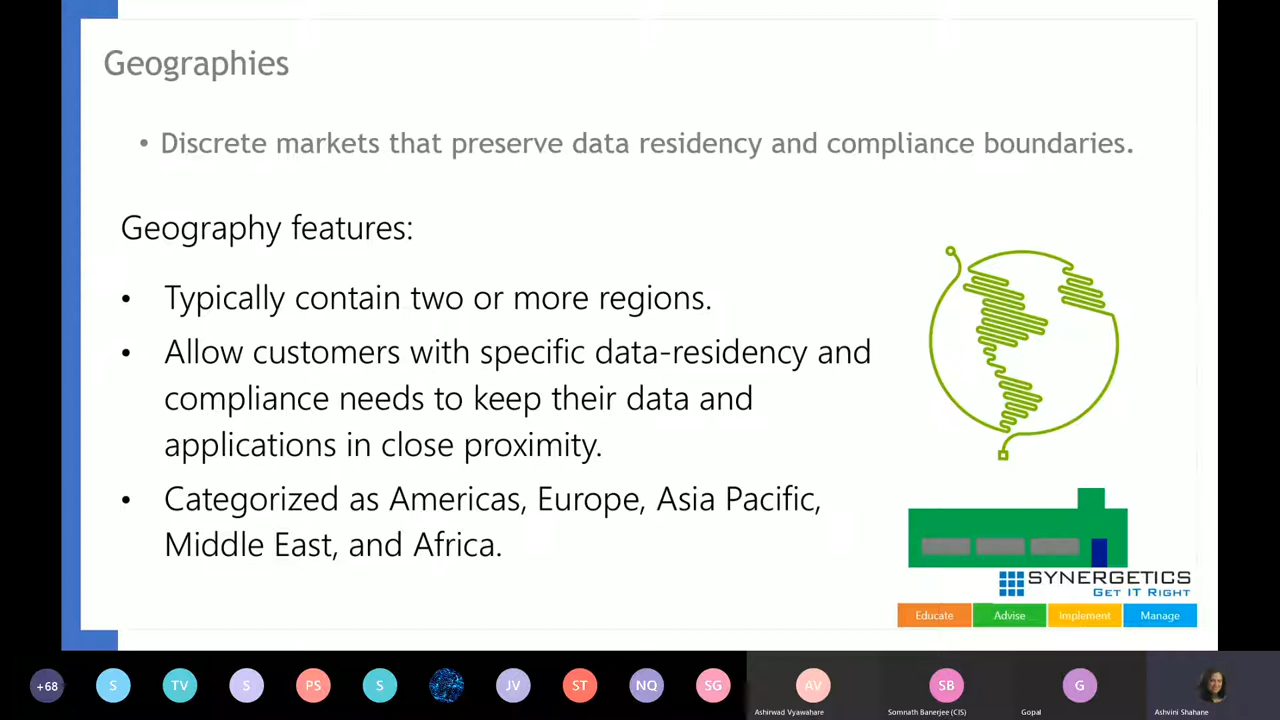 Geographies
• Discrete markets that preserve data residency and compliance boundaries.
Geography features:
• Typically contain two or more regions.
• Allow customers with specific data-residency and
compliance needs to keep their data and
applications in close proximity.
• Categorized as Americas, Europe, Asia Pacific,
Middle East, and Africa.
SYNERGETICS
GET IT RIGHT
Educate Advise Implement Manage
+68 S TV S PS S JV ST NQ SG AV SB G
Ashirwad Vyawahare Somnath Banerjee (CIS) Gopal Ashvini Shahane